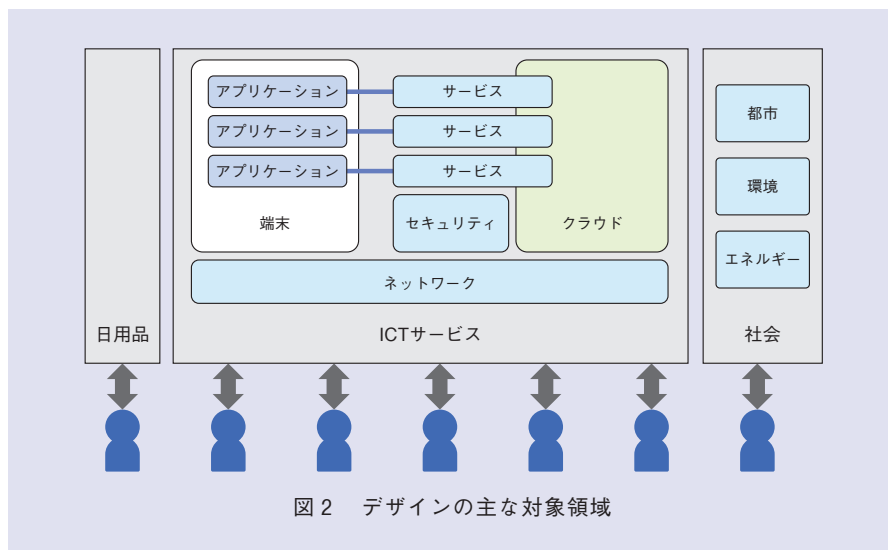 アプリケーション
サービス
アプリケーション
サービス
アプリケーション
サービス
端末
セキュリティ
クラウド
ネットワーク
日用品
ICTサービス
都市
環境
エネルギー
社会
図2 デザインの主な対象領域